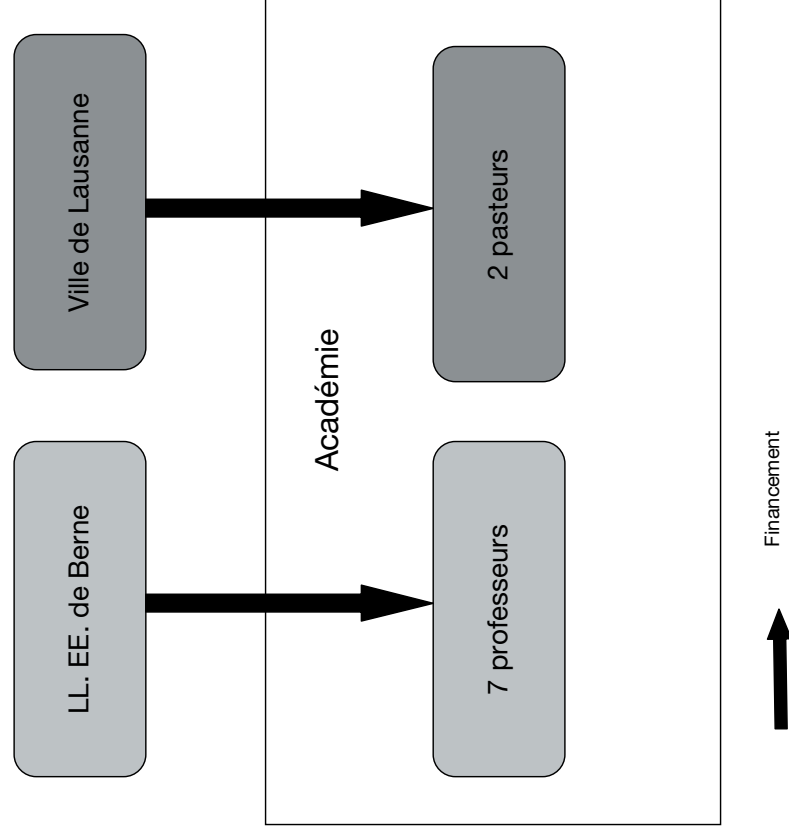 LL. EE. de Berne
Ville de Lausanne
Académie
7 professeurs
2 pasteurs
Financement